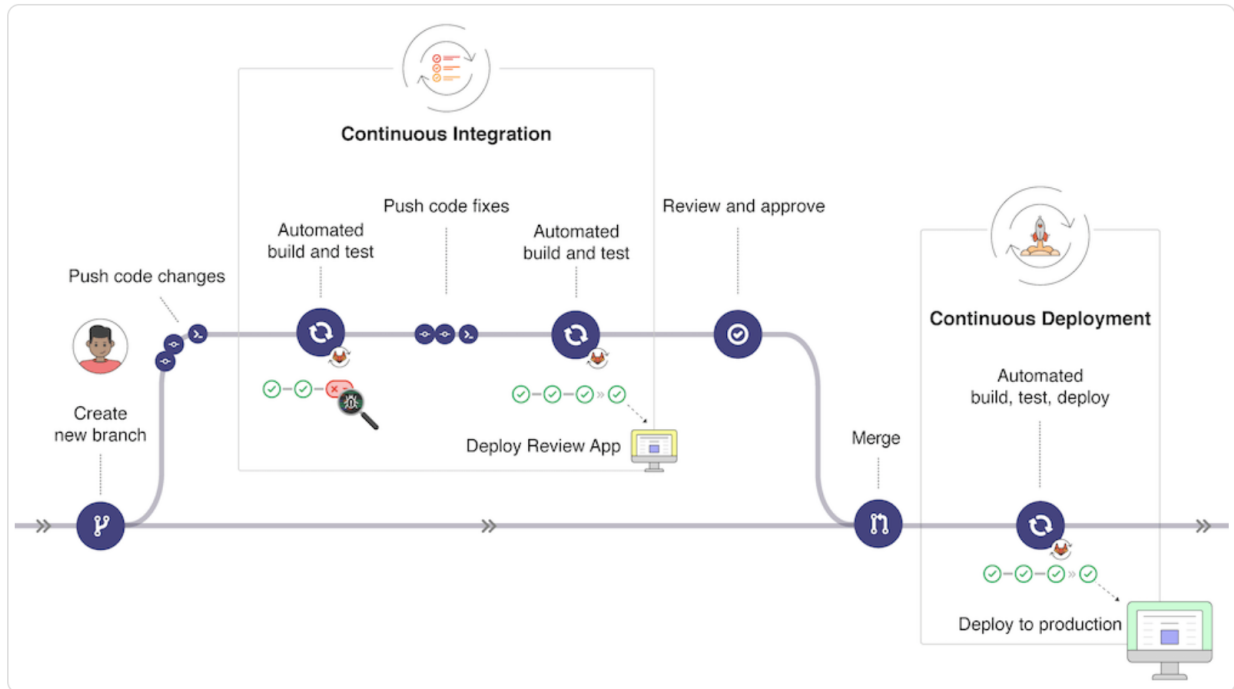 Continuous Integration
Push code fixes
Review and approve
Automated
build and test
Automated
build and test
Push code changes
Continuous Deployment
Automated
build, test, deploy
Create
new branch
Deploy Review App
Merge
Deploy to production